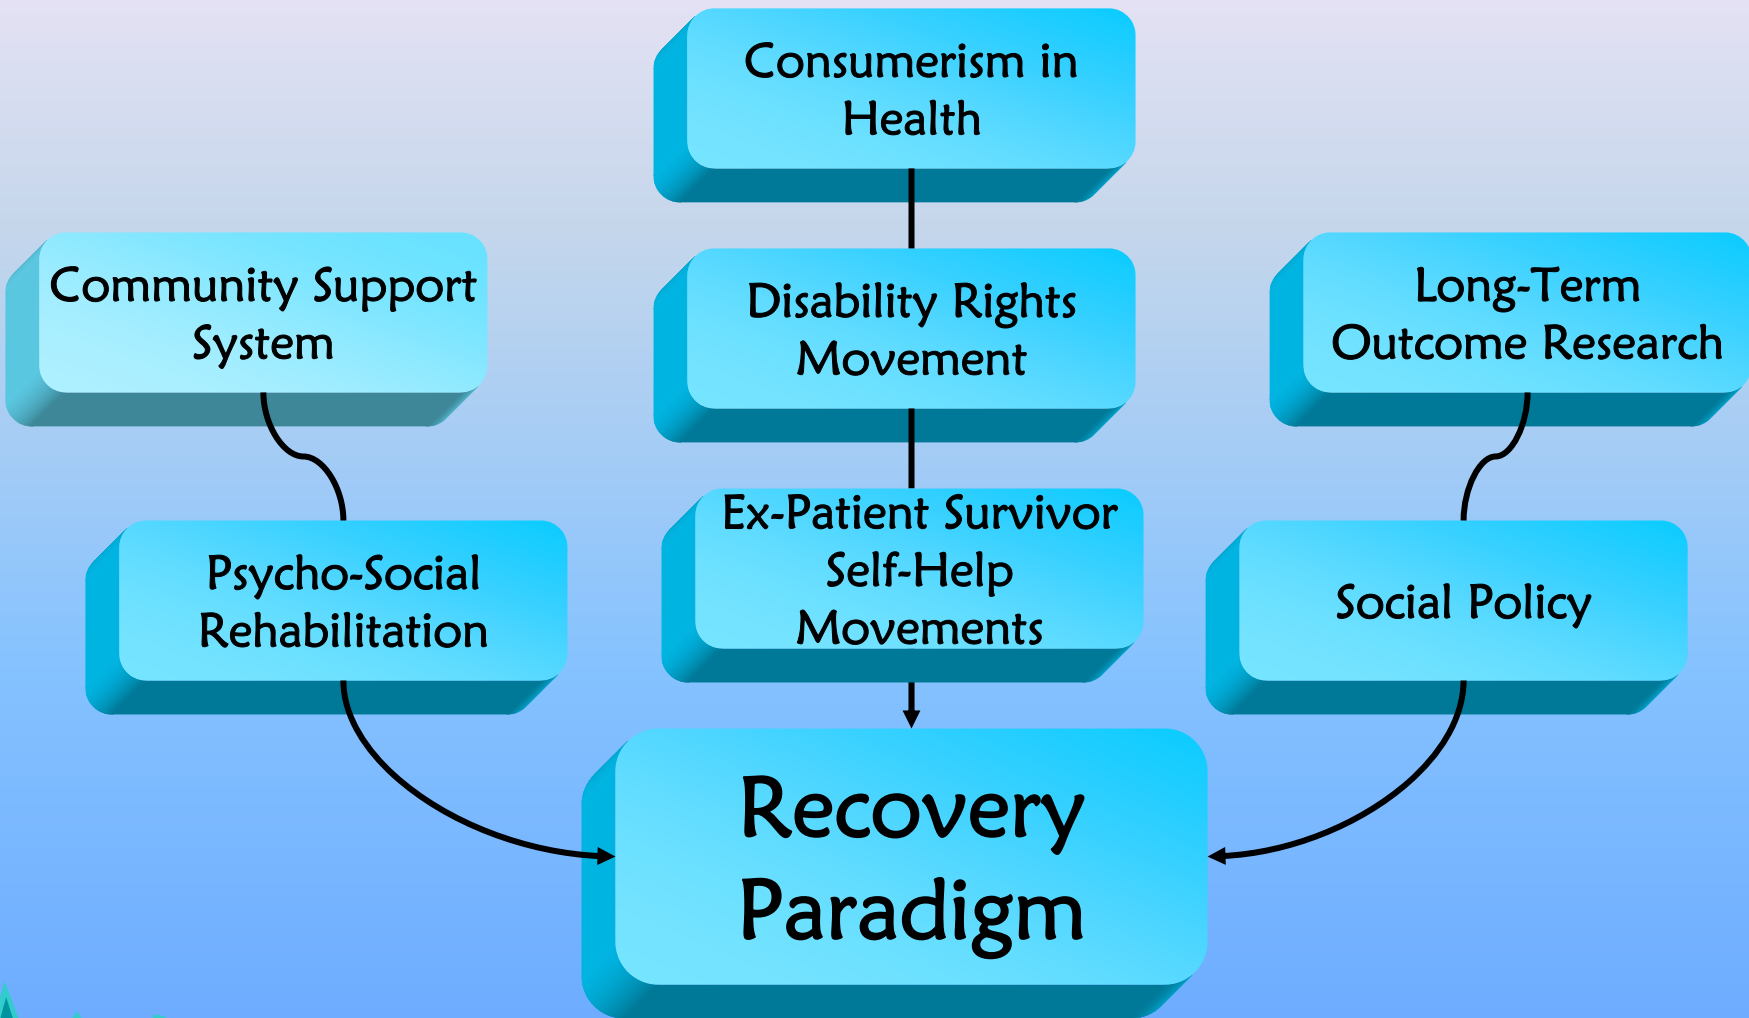 Consumerism in
Health
Community Support
System
Disability Rights
Movement
Long-Term
Outcome Research
Psycho-Social
Rehabilitation
Ex-Patient Survivor
Self-Help
Movements
Social Policy
Recovery
Paradigm